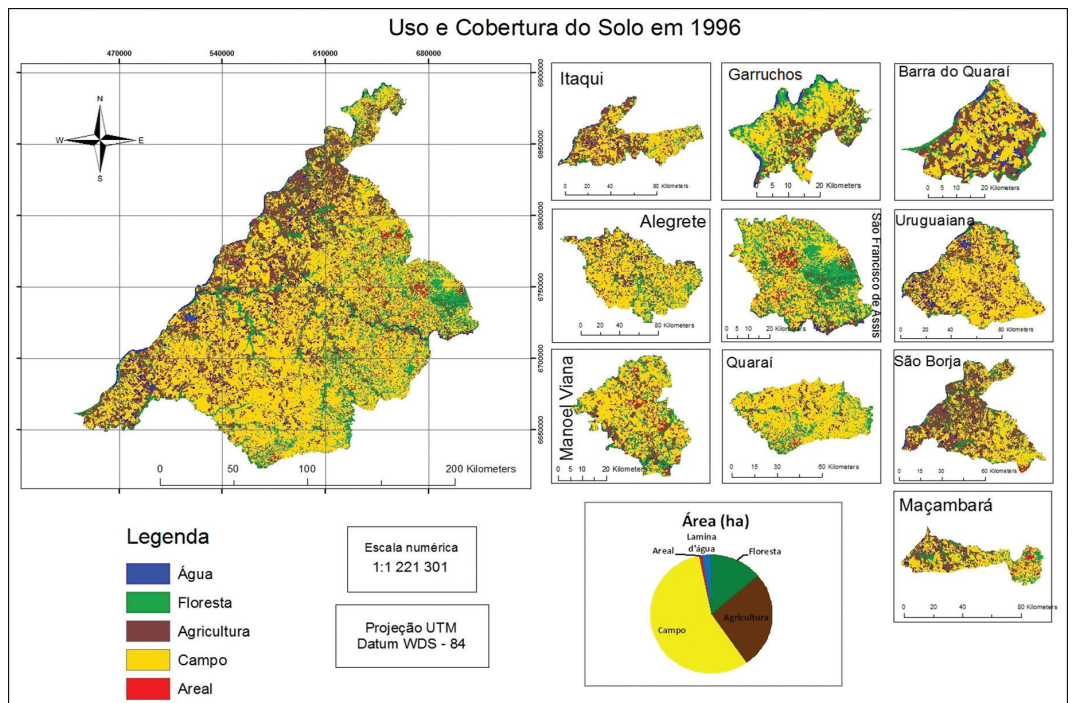 Uso e Cobertura do Solo em 1996
470000 540000 610000 680000
6900000
6850000
6800000
6750000
6700000
6650000
N
W E
S
0 50 100 200 Kilometers
Itaqui
0 20 40 80 Kilometers
Garruchos
0 5 10 20 Kilometers
Barra do Quaraí
0 5 10 20 Kilometers
Alegrete
0 20 40 80 Kilometers
São Francisco de Assis
0 5 10 20 Kilometers
Uruguaiana
0 20 40 80 Kilometers
Manoel Viana
0 5 10 20 Kilometers
Quaraí
0 15 30 60 Kilometers
São Borja
0 15 30 60 Kilometers
Maçambará
0 20 40 80 Kilometers
Legenda
Água
Floresta
Agricultura
Campo
Areal
Escala numérica
1:1 221 301
Projeção UTM
Datum WDS - 84
Área (ha)
Lamina
d'água
Areal
Floresta
Agricultura
Campo